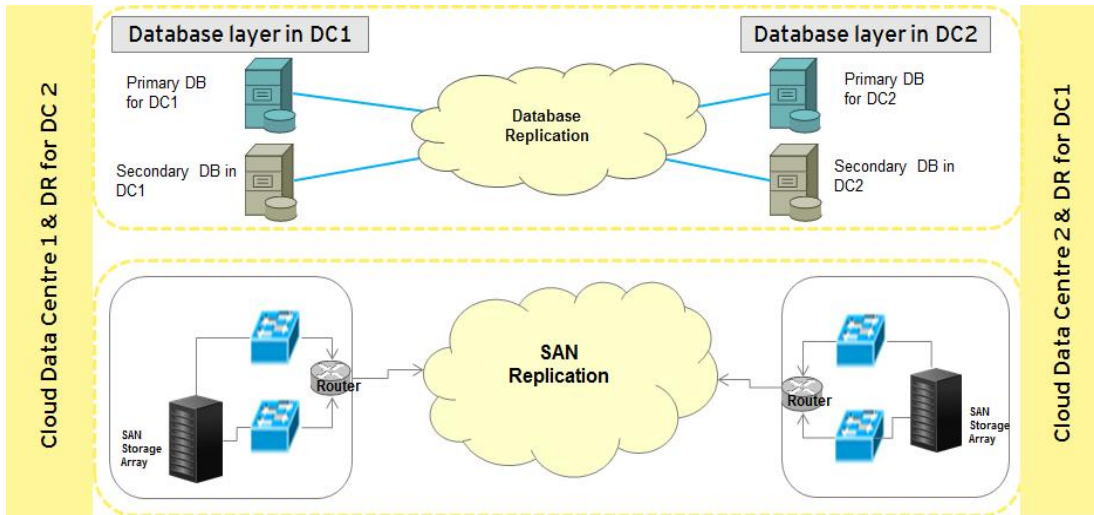 Cloud Data Centre 1 & DR for DC 2
Database layer in DC1
Primary DB
for DC1
Secondary DB in
DC1
Database
Replication
Database layer in DC2
Primary DB
for DC2
Secondary DB in
DC2
SAN
Storage
Array
Router
SAN
Replication
Router
SAN
Storage
Array
Cloud Data Centre 2 & DR for DC1